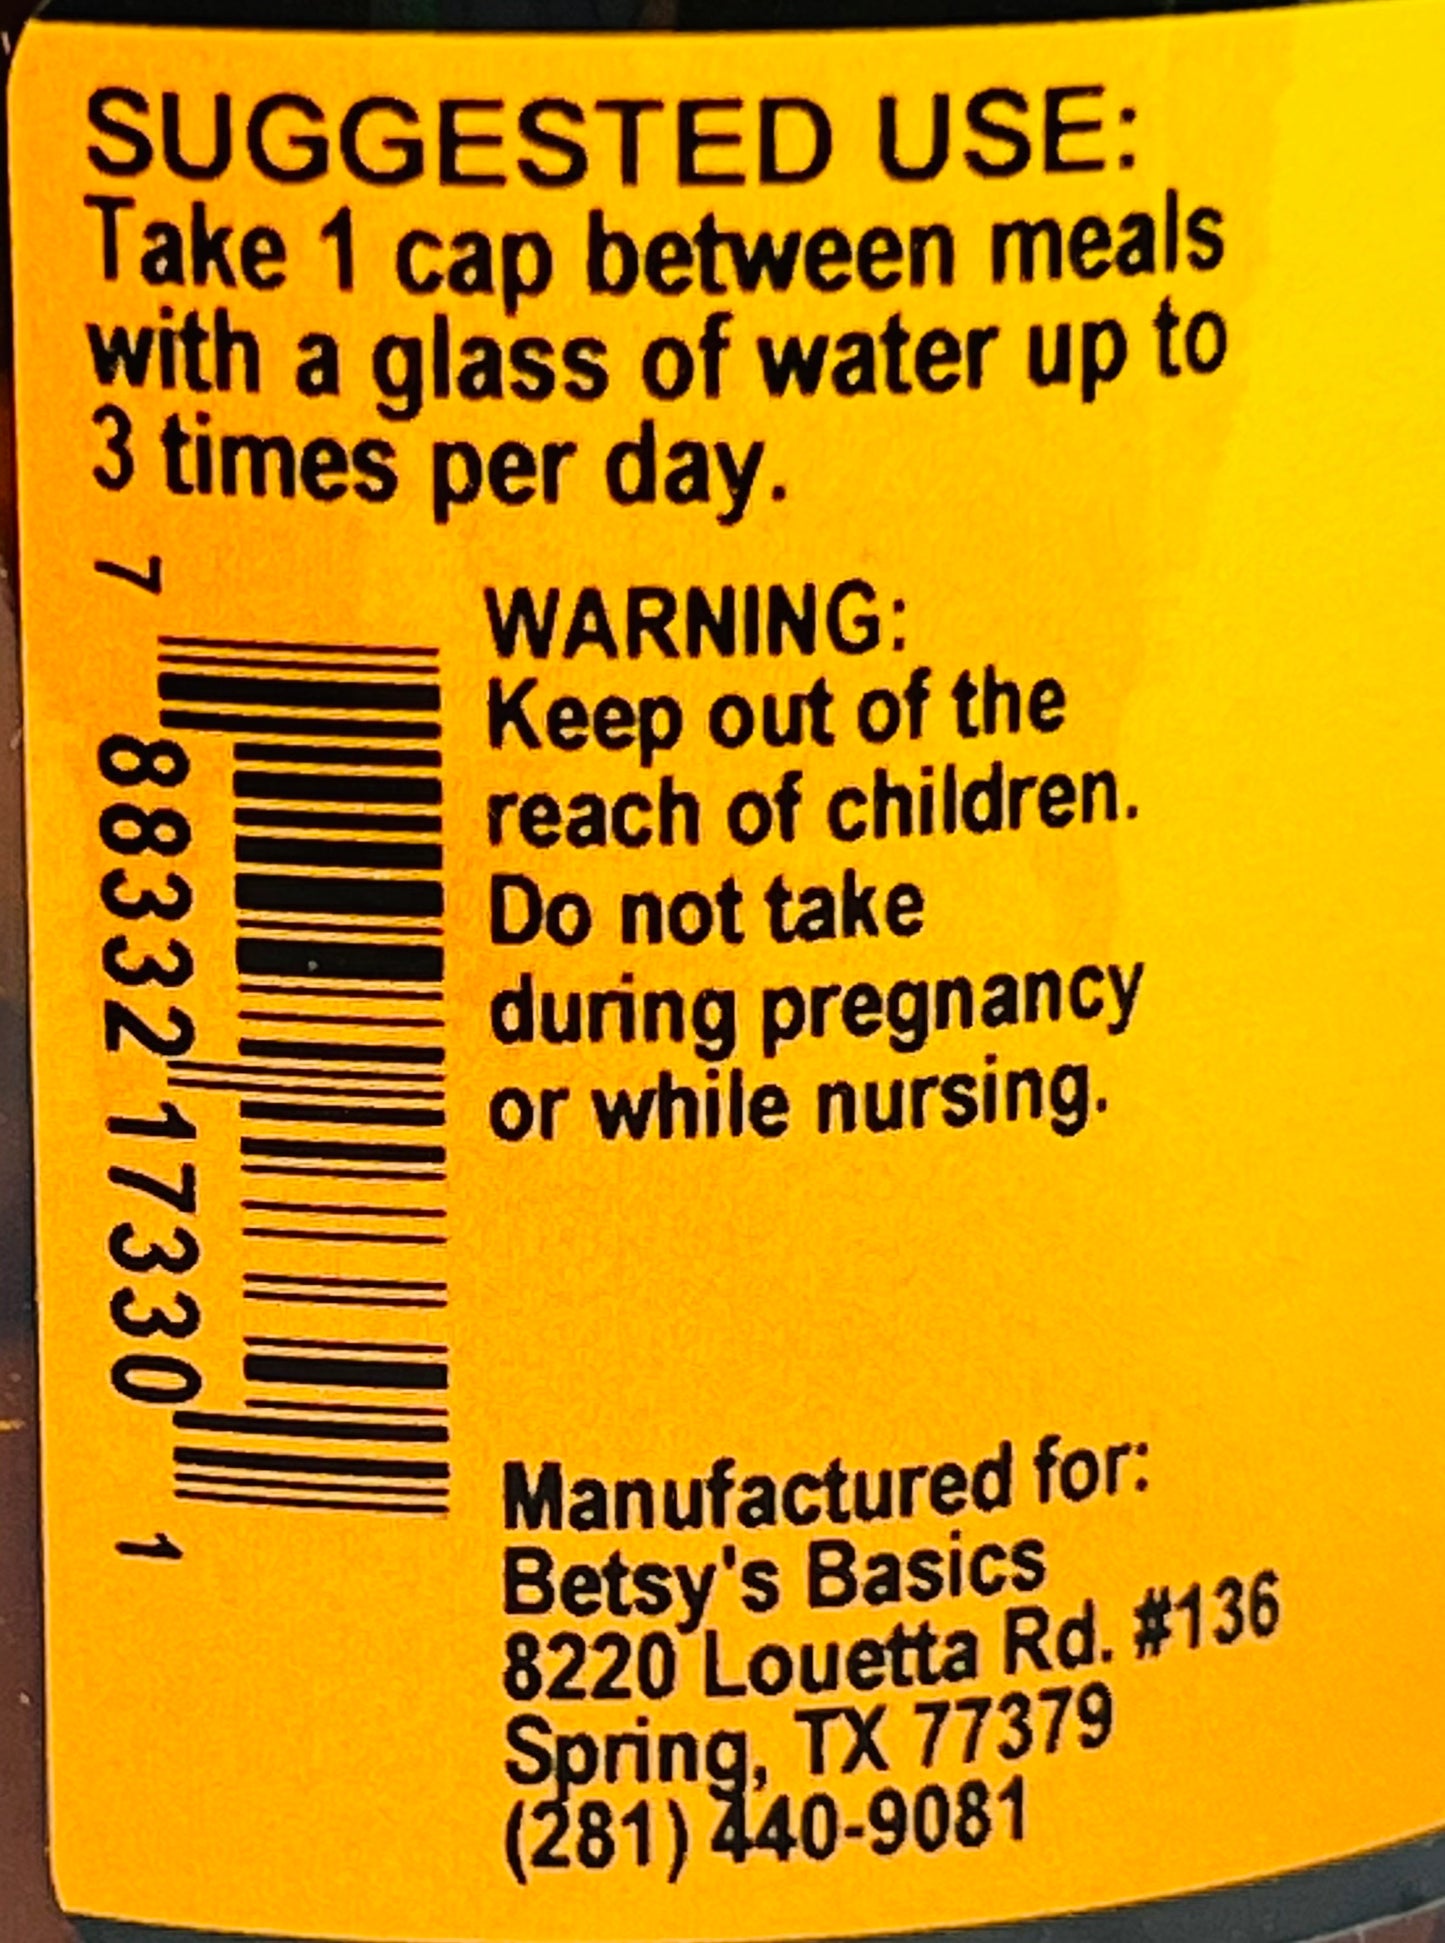 SUGGESTED USE:
Take 1 cap between meals
with a glass of water up to
3 times per day.
7 88332 17330 1
WARNING:
Keep out of the
reach of children.
Do not take
during pregnancy
or while nursing.
Manufactured for:
Betsy's Basics
8220 Louetta Rd. #136
Spring, TX 77379
(281) 440-9081